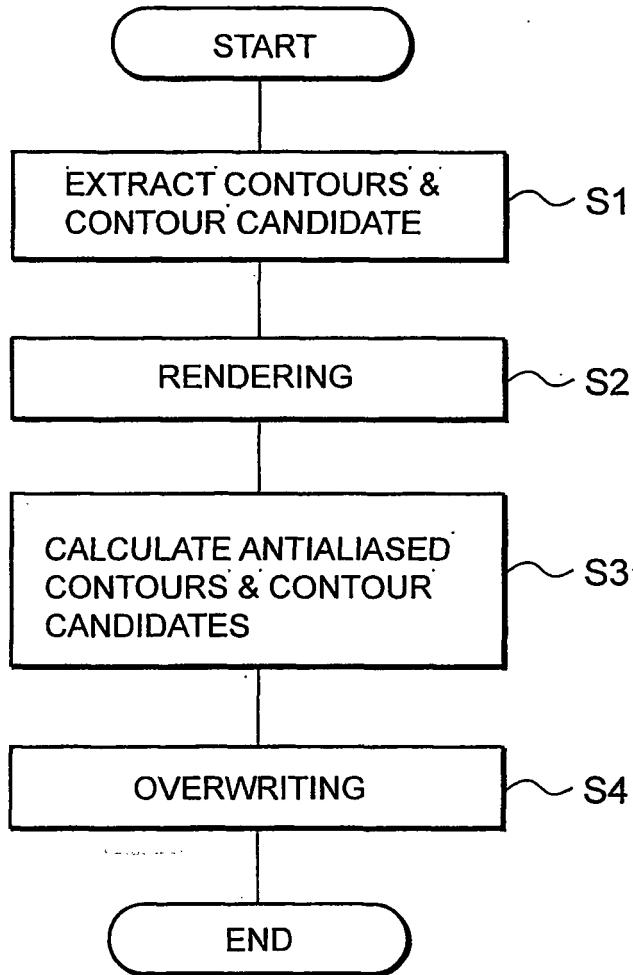 START
EXTRACT CONTOURS &
CONTOUR CANDIDATE
S1
RENDERING
S2
CALCULATE ANTIALIASED
CONTOURS & CONTOUR
CANDIDATES
S3
OVERWRITING
S4
END